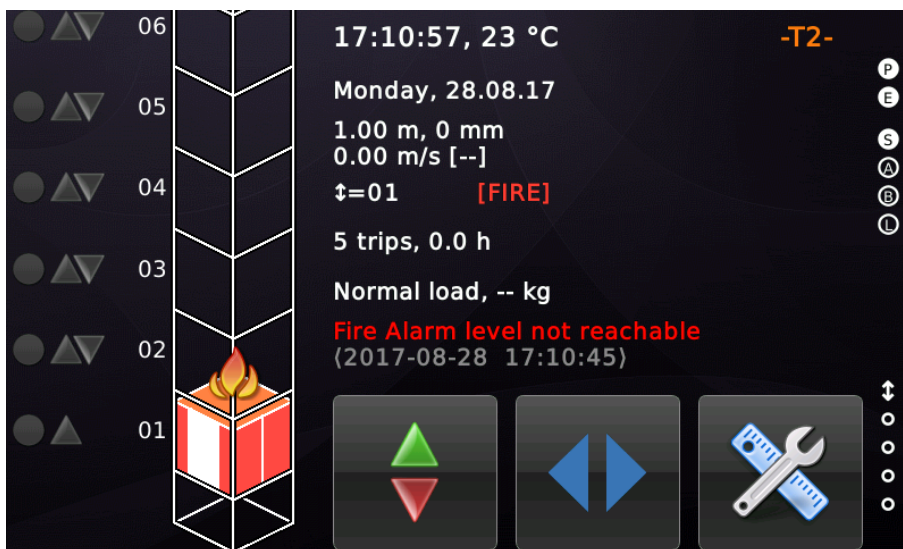 06
05
04
03
02
01
17:10:57, 23 °C
-T2-
Monday, 28.08.17
1.00 m, 0 mm
0.00 m/s [--]
↕=01 [FIRE]
5 trips, 0.0 h
Normal load, -- kg
Fire Alarm level not reachable
(2017-08-28 17:10:45)
P
E
S
A
B
L